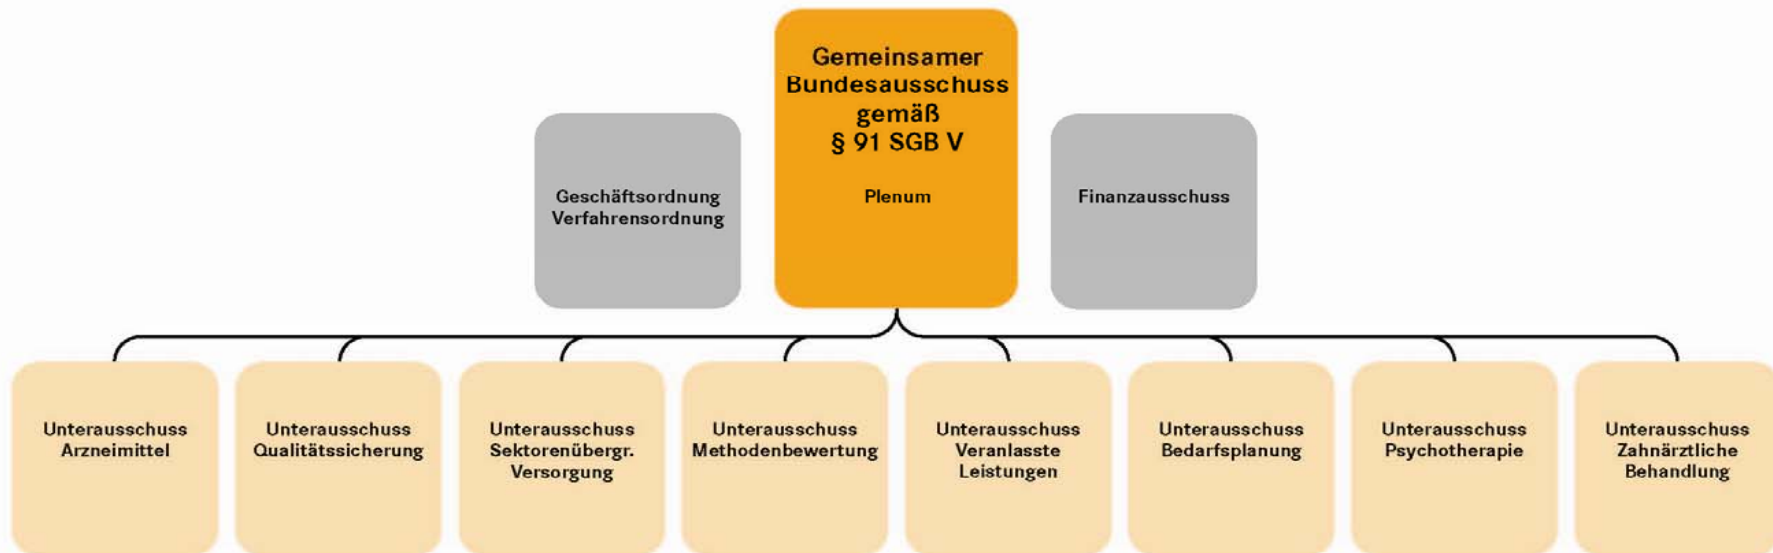 Gemeinsamer
Bundesausschuss
gemäß
§ 91 SGB V
Plenum
Geschäftsordnung
Verfahrensordnung
Finanzausschuss
Unterausschuss
Arzneimittel
Unterausschuss
Qualitätssicherung
Unterausschuss
Sektorenübergr.
Versorgung
Unterausschuss
Methodenbewertung
Unterausschuss
Veranlasste
Leistungen
Unterausschuss
Bedarfsplanung
Unterausschuss
Psychotherapie
Unterausschuss
Zahnärztliche
Behandlung